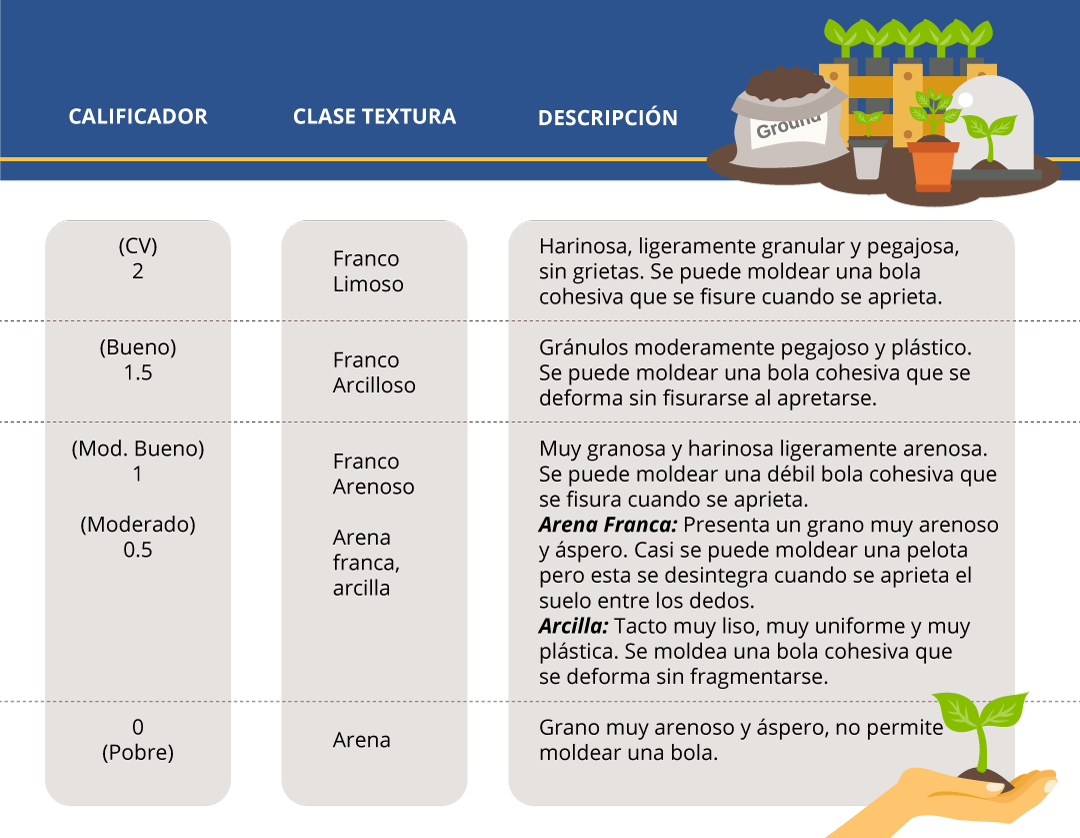 CALIFICADOR
CLASE TEXTURA
DESCRIPCIÓN
Ground
(CV)
2
Franco
Limoso
Harinosa, ligeramente granular y pegajosa,
sin grietas. Se puede moldear una bola
cohesiva que se fisure cuando se aprieta.
(Bueno)
1.5
Franco
Arcilloso
Gránulos moderamente pegajoso y plástico.
Se puede moldear una bola cohesiva que se
deforma sin fisurarse al apretarse.
(Mod. Bueno)
1
Franco
Arenoso
Muy granosa y harinosa ligeramente arenosa.
Se puede moldear una débil bola cohesiva que
se fisura cuando se aprieta.
(Moderado)
0.5
Arena
franca,
arcilla
Arena Franca: Presenta un grano muy arenoso
y áspero. Casi se puede moldear una pelota
pero esta se desintegra cuando se aprieta el
suelo entre los dedos.
Arcilla: Tacto muy liso, muy uniforme y muy
plástica. Se moldea una bola cohesiva que
se deforma sin fragmentarse.
0
(Pobre)
Arena
Grano muy arenoso y áspero, no permite
moldear una bola.